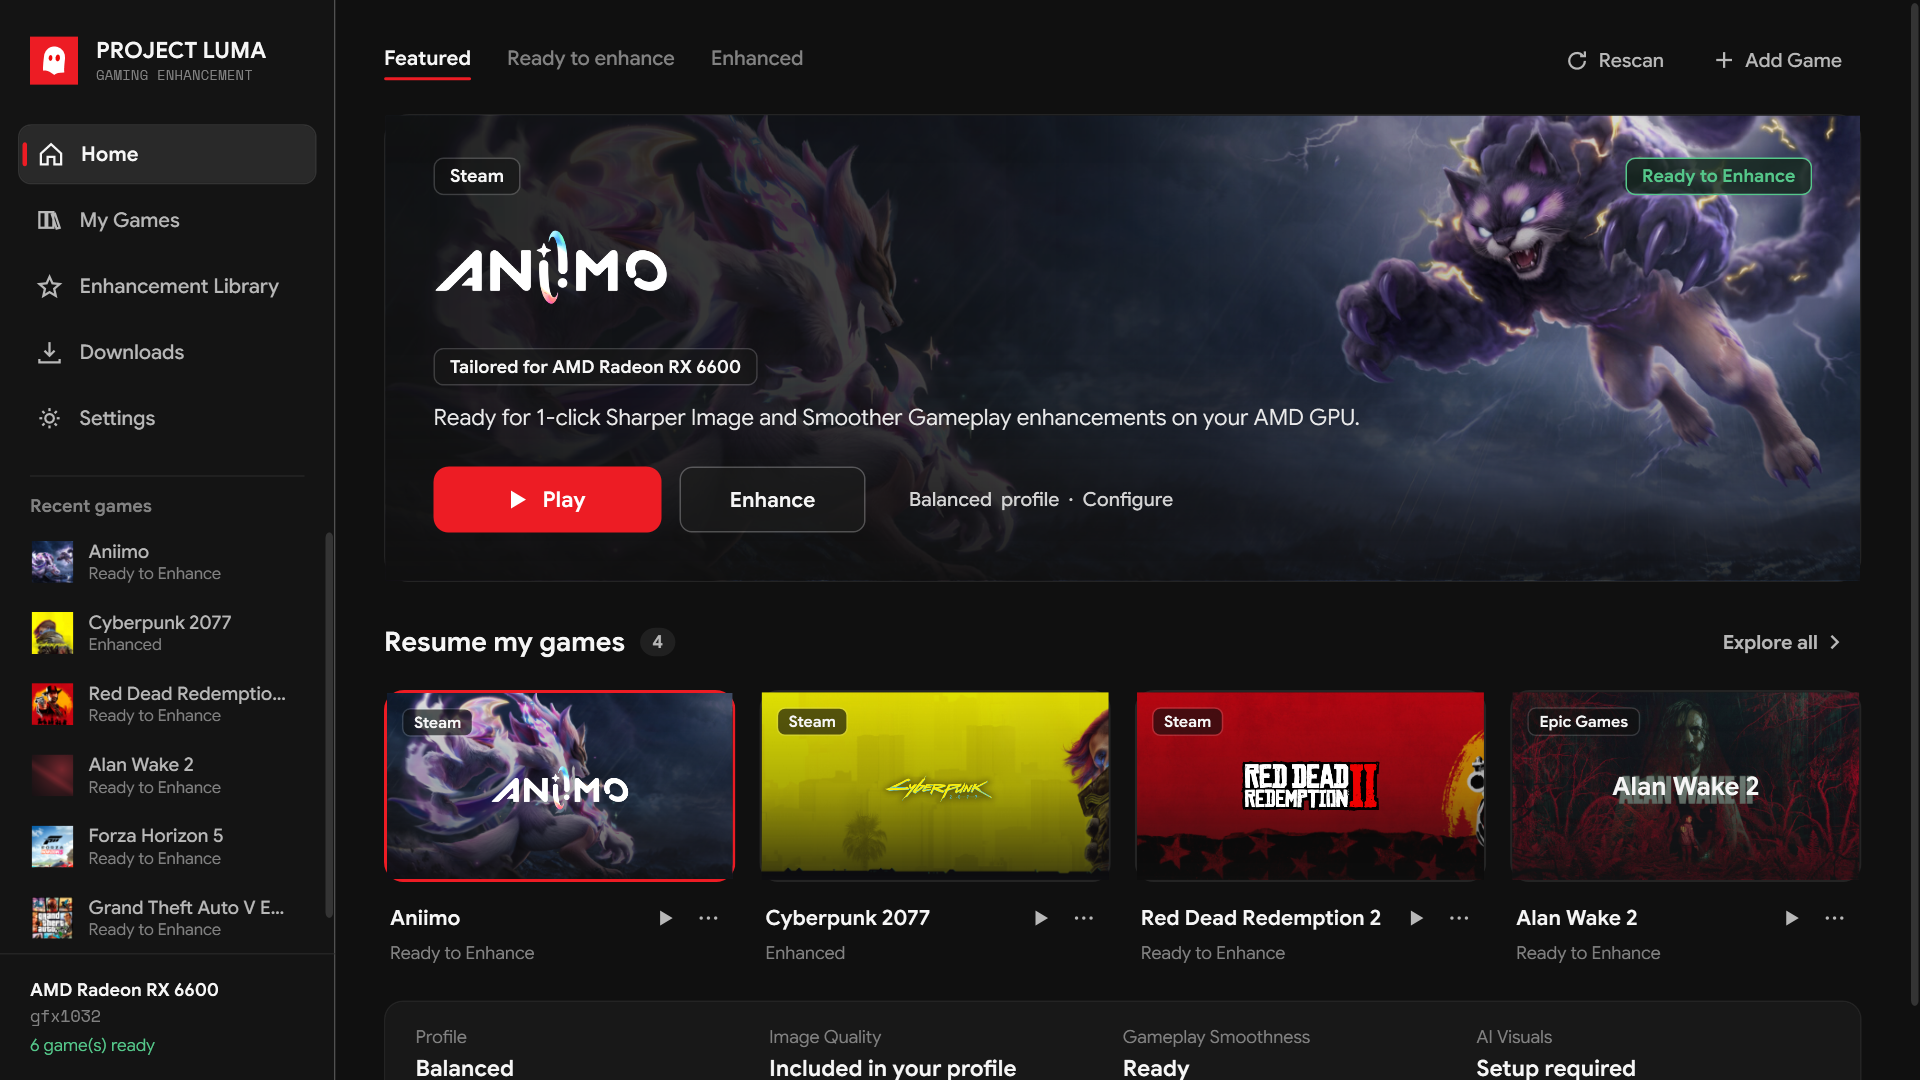 PROJECT LUMA
GAMING ENHANCEMENT
Home
My Games
Enhancement Library
Downloads
Settings
Recent games
Aniimo
Ready to Enhance
Cyberpunk 2077
Enhanced
Red Dead Redemptio...
Ready to Enhance
Alan Wake 2
Ready to Enhance
Forza Horizon 5
Ready to Enhance
Grand Theft Auto V E...
Ready to Enhance
AMD Radeon RX 6600
gfx1032
6 game(s) ready
Featured Ready to enhance Enhanced
Rescan + Add Game
Steam
Ready to Enhance
ANIIMO
Tailored for AMD Radeon RX 6600
Ready for 1-click Sharper Image and Smoother Gameplay enhancements on your AMD GPU.
Play Enhance Balanced profile · Configure
Resume my games 4
Explore all
Steam
ANIIMO
Aniimo
Ready to Enhance
Steam
CYBERPUNK
Cyberpunk 2077
Enhanced
Steam
RED DEAD
REDEMPTION II
Red Dead Redemption 2
Ready to Enhance
Epic Games
ALAN WAKE II
Alan Wake 2
Alan Wake 2
Ready to Enhance
Profile
Balanced
Image Quality
Included in your profile
Gameplay Smoothness
Ready
AI Visuals
Setup required